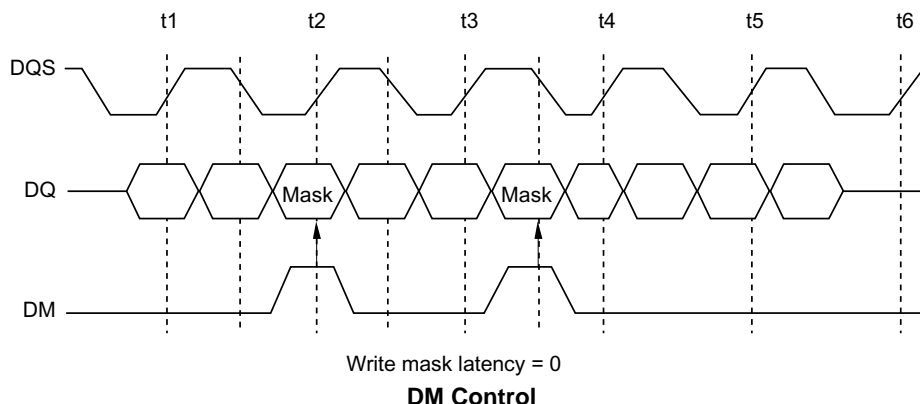 t1 t2 t3 t4 t5 t6
DQS
DQ Mask Mask
DM
Write mask latency = 0
DM Control